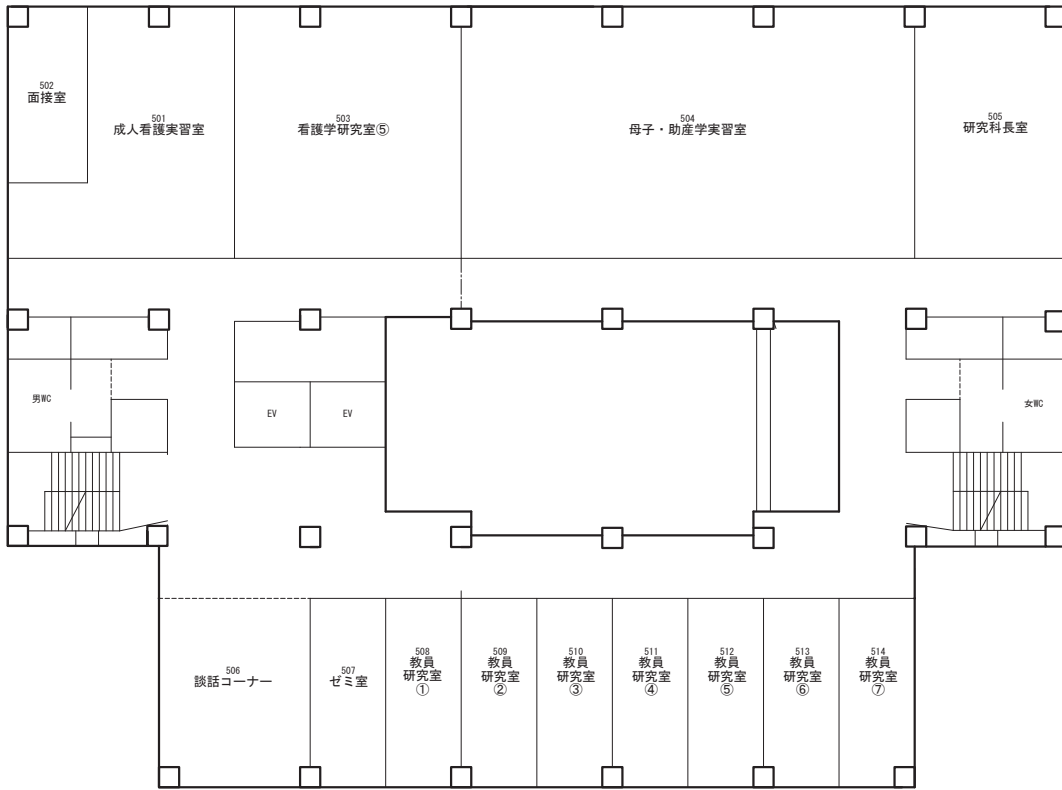 502
面接室
501
成人看護実習室
503
看護学研究室⑤
504
母子・助産学実習室
505
研究科長室
男WC
EV
EV
女WC
506
談話コーナー
507
ゼミ室
508
教員
研究室
①
509
教員
研究室
②
510
教員
研究室
③
511
教員
研究室
④
512
教員
研究室
⑤
513
教員
研究室
⑥
514
教員
研究室
⑦